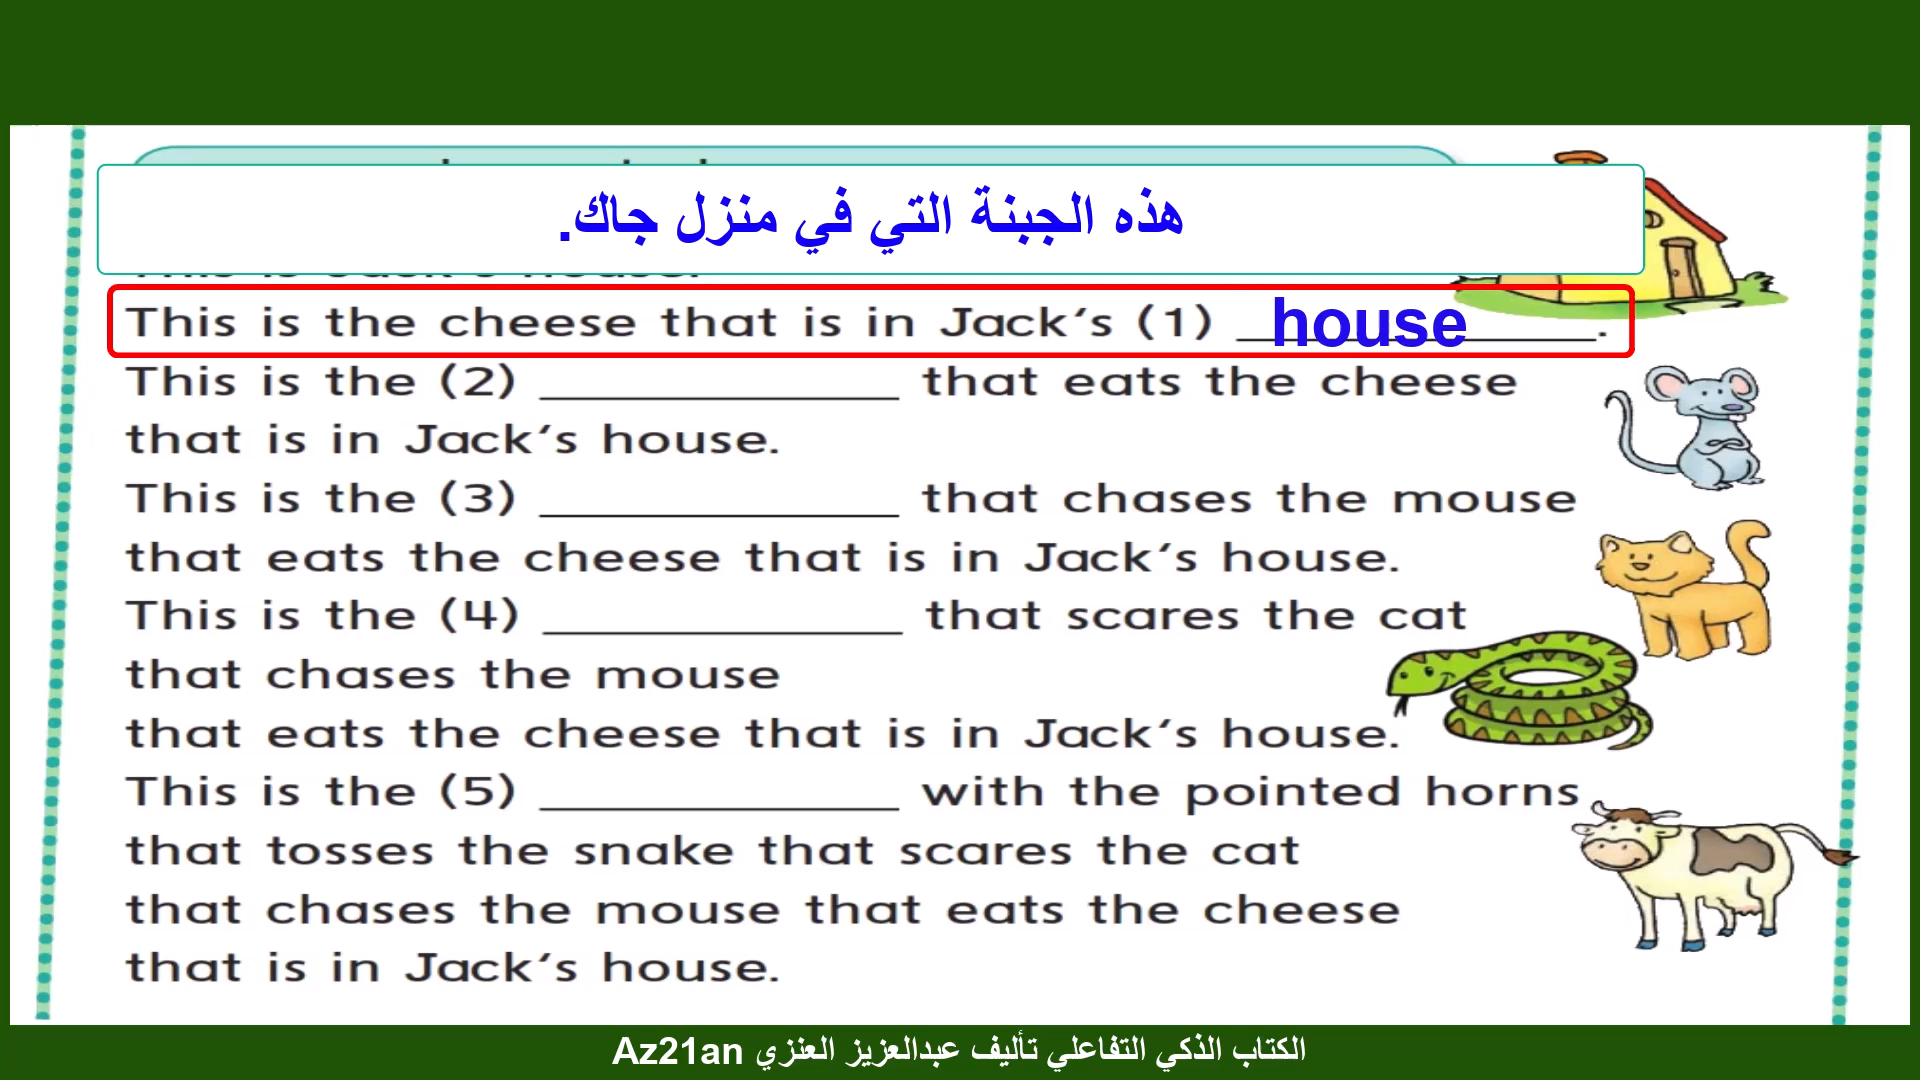 هذه الجبنة التي في منزل جاك.
This is the cheese that is in Jack's (1) house.
This is the (2) ____________ that eats the cheese
that is in Jack's house.
This is the (3) ____________ that chases the mouse
that eats the cheese that is in Jack's house.
This is the (4) ____________ that scares the cat
that chases the mouse
that eats the cheese that is in Jack's house.
This is the (5) ____________ with the pointed horns
that tosses the snake that scares the cat
that chases the mouse that eats the cheese
that is in Jack's house.
الكتاب الذكي التفاعلي تأليف عبدالعزيز العنزي Az21an